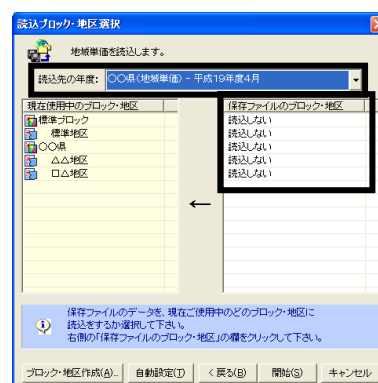 読込ブロック・地区選択
地域単価を読込します。
読込先の年度: 〇〇県(地域単価) - 平成19年度4月
現在使用中のブロック・地区
標準ブロック
標準地区
〇〇県
△△地区
口△地区
保存ファイルのブロック・地区
読込しない
読込しない
読込しない
読込しない
読込しない
←
保存ファイルのデータを、現在ご使用中のどのブロック・地区に
読込をするか選択して下さい。
右側の「保存ファイルのブロック・地区」の欄をクリックして下さい。
ブロック・地区作成(A).. 自動設定(T) < 戻る(B) 開始(S) キャンセル